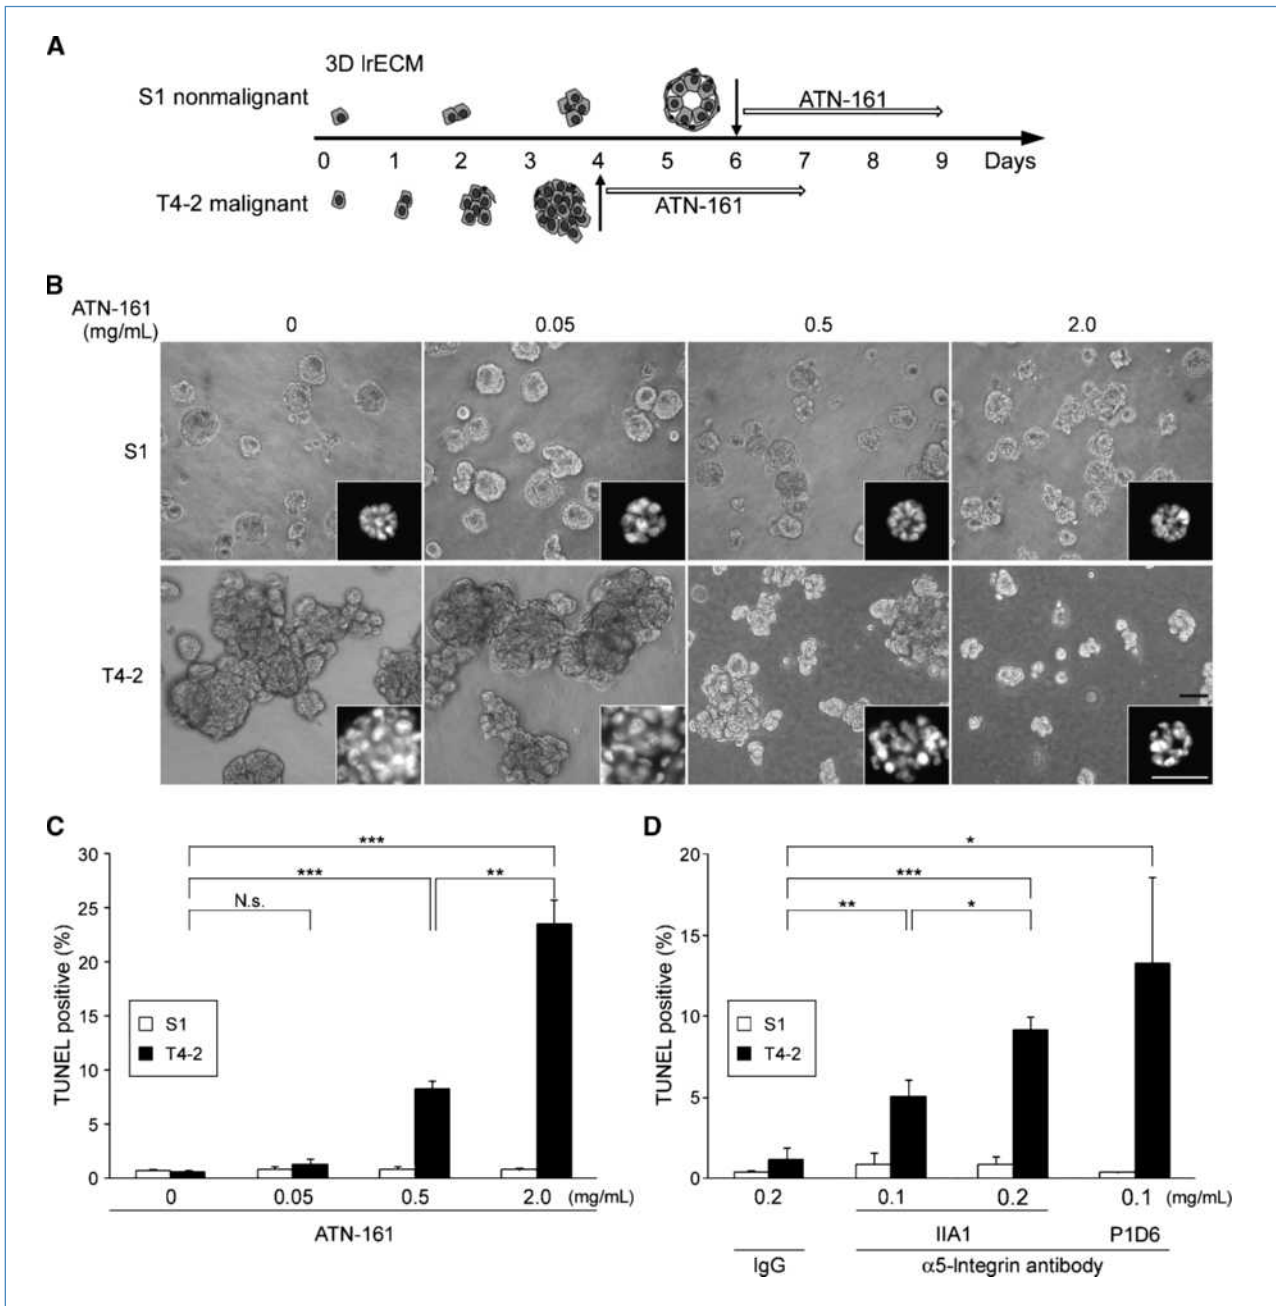 A
3D lrECM
S1 nonmalignant
ATN-161
0 1 2 3 4 5 6 7 8 9 Days
T4-2 malignant
ATN-161
B
ATN-161
(mg/mL)
0 0.05 0.5 2.0
S1
T4-2
C
TUNEL positive (%)
30
25
20
15
10
5
0
***
*** **
N.s.
S1
T4-2
0 0.05 0.5 2.0 (mg/mL)
ATN-161
D
TUNEL positive (%)
20
15
10
5
0
*
***
** *
S1
T4-2
0.2 0.1 0.2 0.1 (mg/mL)
IIA1 P1D6
IgG α5-Integrin antibody